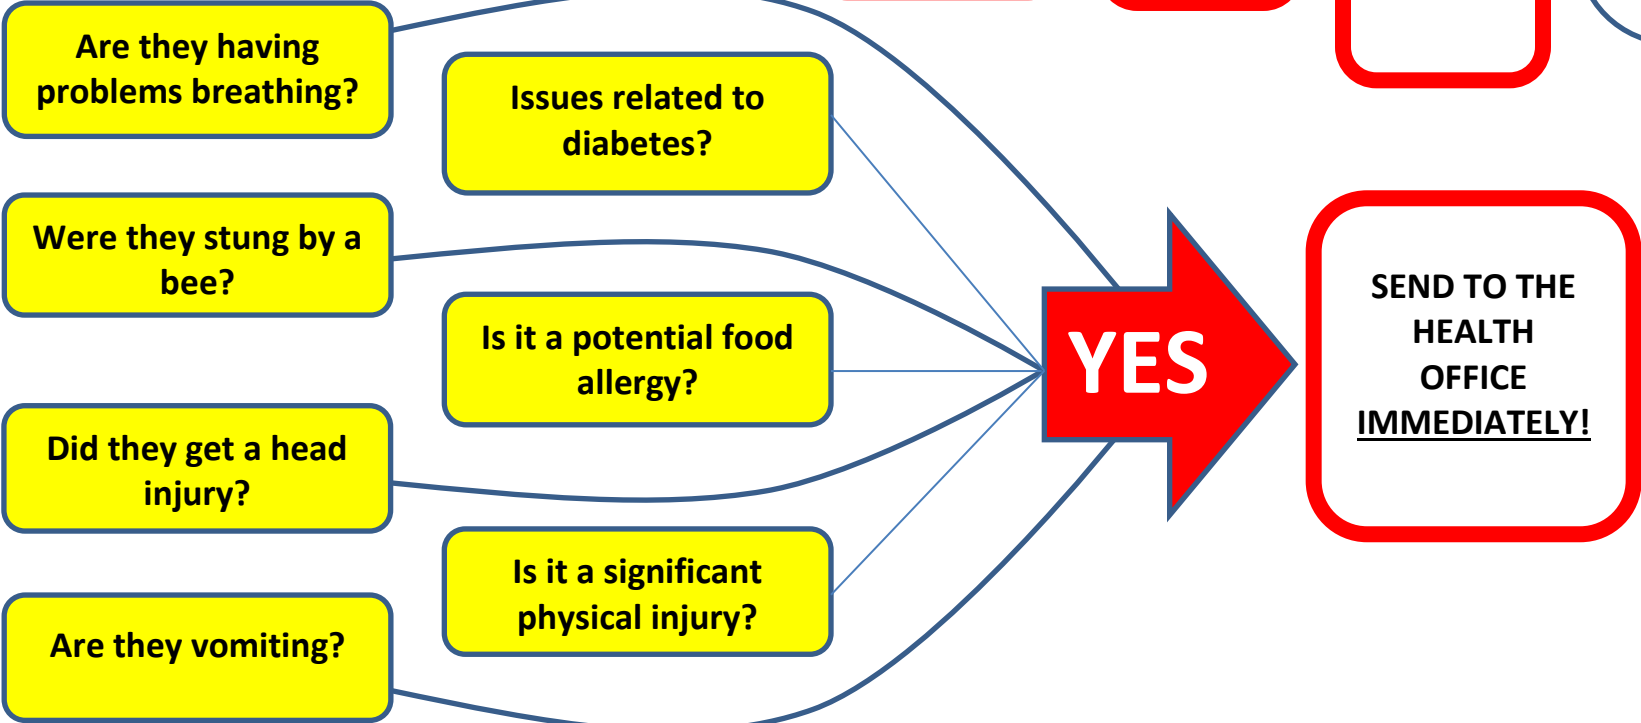 Are they having
problems breathing?
Issues related to
diabetes?
Were they stung by a
bee?
Is it a potential food
allergy?
Did they get a head
injury?
Is it a significant
physical injury?
Are they vomiting?
YES
SEND TO THE
HEALTH
OFFICE
IMMEDIATELY!